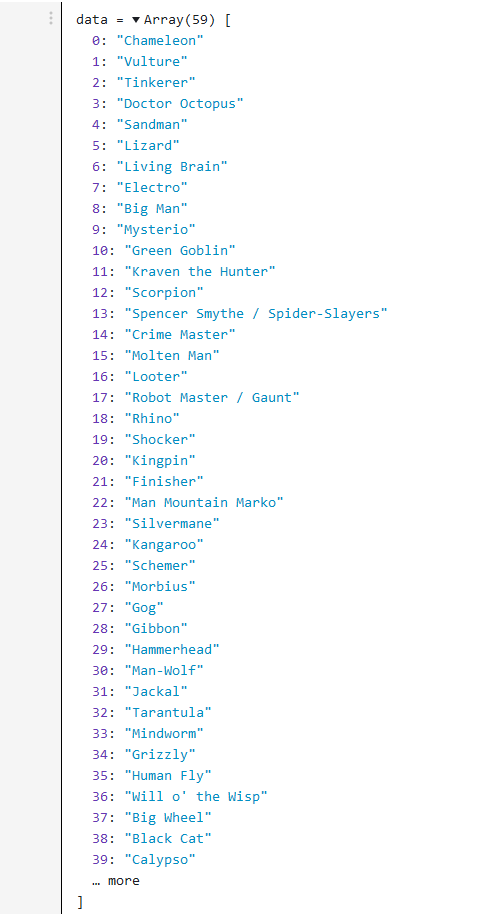 data = ▼Array(59) [
0: "Chameleon"
1: "Vulture"
2: "Tinkerer"
3: "Doctor Octopus"
4: "Sandman"
5: "Lizard"
6: "Living Brain"
7: "Electro"
8: "Big Man"
9: "Mysterio"
10: "Green Goblin"
11: "Kraven the Hunter"
12: "Scorpion"
13: "Spencer Smythe / Spider-Slayers"
14: "Crime Master"
15: "Molten Man"
16: "Looter"
17: "Robot Master / Gaunt"
18: "Rhino"
19: "Shocker"
20: "Kingpin"
21: "Finisher"
22: "Man Mountain Marko"
23: "Silvermane"
24: "Kangaroo"
25: "Schemer"
26: "Morbius"
27: "Gog"
28: "Gibbon"
29: "Hammerhead"
30: "Man-Wolf"
31: "Jackal"
32: "Tarantula"
33: "Mindworm"
34: "Grizzly"
35: "Human Fly"
36: "Will o' the Wisp"
37: "Big Wheel"
38: "Black Cat"
39: "Calypso"
… more
]